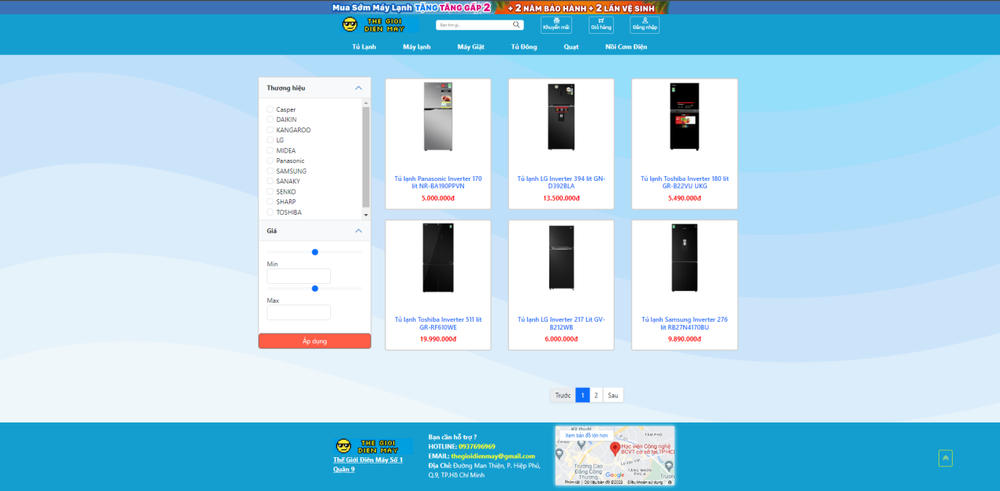 Mua Sớm Máy Lạnh TẶNG TĂNG GẤP 2 + 2 NĂM BẢO HÀNH + 2 LẦN VỆ SINH
THE GIOI
DIEN MAY
Bạn tìm gì...
Khuyến mãi
Giỏ hàng
Đăng nhập
Tủ Lạnh Máy lạnh Máy Giặt Tủ Đông Quạt Nồi Cơm Điện
Thương hiệu
Casper
DAIKIN
KANGAROO
LG
MIDEA
Panasonic
SAMSUNG
SANAKY
SENKO
SHARP
TOSHIBA
Giá
Min
Max
Áp dụng
Tủ lạnh Panasonic Inverter 170
lít NR-BA190PPVN
5.000.000đ
Tủ lạnh LG Inverter 394 lít GN-
D392BLA
13.500.000đ
Tủ lạnh Toshiba Inverter 180 lít
GR-B22VU UKG
5.490.000đ
Tủ lạnh Toshiba Inverter 511 lít
GR-RF610WE
19.990.000đ
Tủ lạnh LG Inverter 217 Lít GV-
B212WB
6.000.000đ
Tủ lạnh Samsung Inverter 276
lít RB27N4170BU
9.890.000đ
Trước 1 2 Sau
THE GIOI
DIEN MAY
Thế Giới Điện Máy Số 1
Quận 9
Bạn cần hỗ trợ ?
HOTLINE: 0937696969
EMAIL: thegioidienmay@gmail.com
Địa Chỉ: Đường Man Thiện, P. Hiệp Phú,
Q.9, TP.Hồ Chí Minh
Xem bản đồ lớn hơn
TÂN PHÚ
Học viện Công nghệ
BCVT cơ sở tại TP.HC
Lã Văn Việt
Trường Cao
Đẳng Công
Thương
TĂNG NHƠN
PHÚ A
Google
Phím tắt Dữ liệu bản đồ ©2023 Điều khoản sử dụng